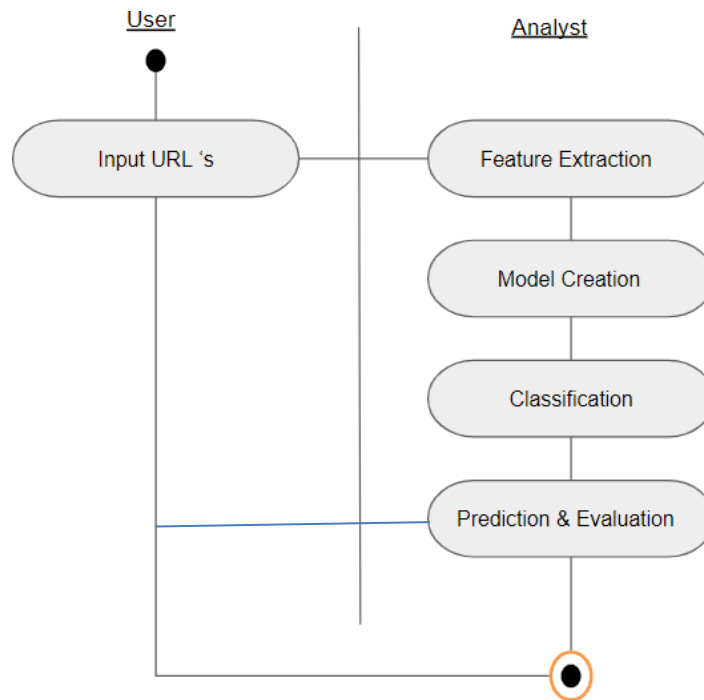 User
Analyst
Input URL ‘s
Feature Extraction
Model Creation
Classification
Prediction & Evaluation